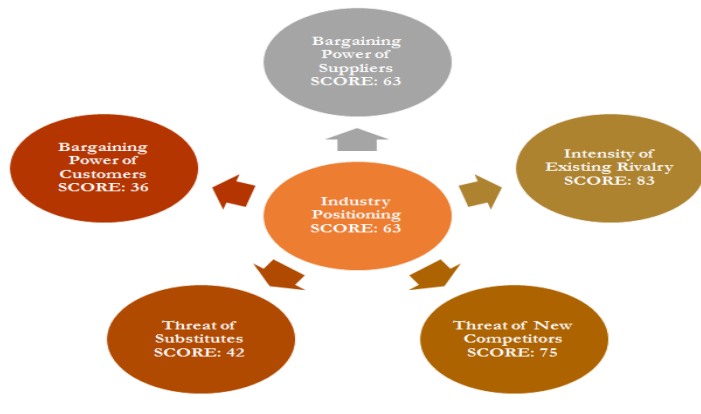 Bargaining
Power of
Suppliers
SCORE: 63
Bargaining
Power of
Customers
SCORE: 36
Intensity of
Existing Rivalry
SCORE: 83
Industry
Positioning
SCORE: 63
Threat of
Substitutes
SCORE: 42
Threat of New
Competitors
SCORE: 75